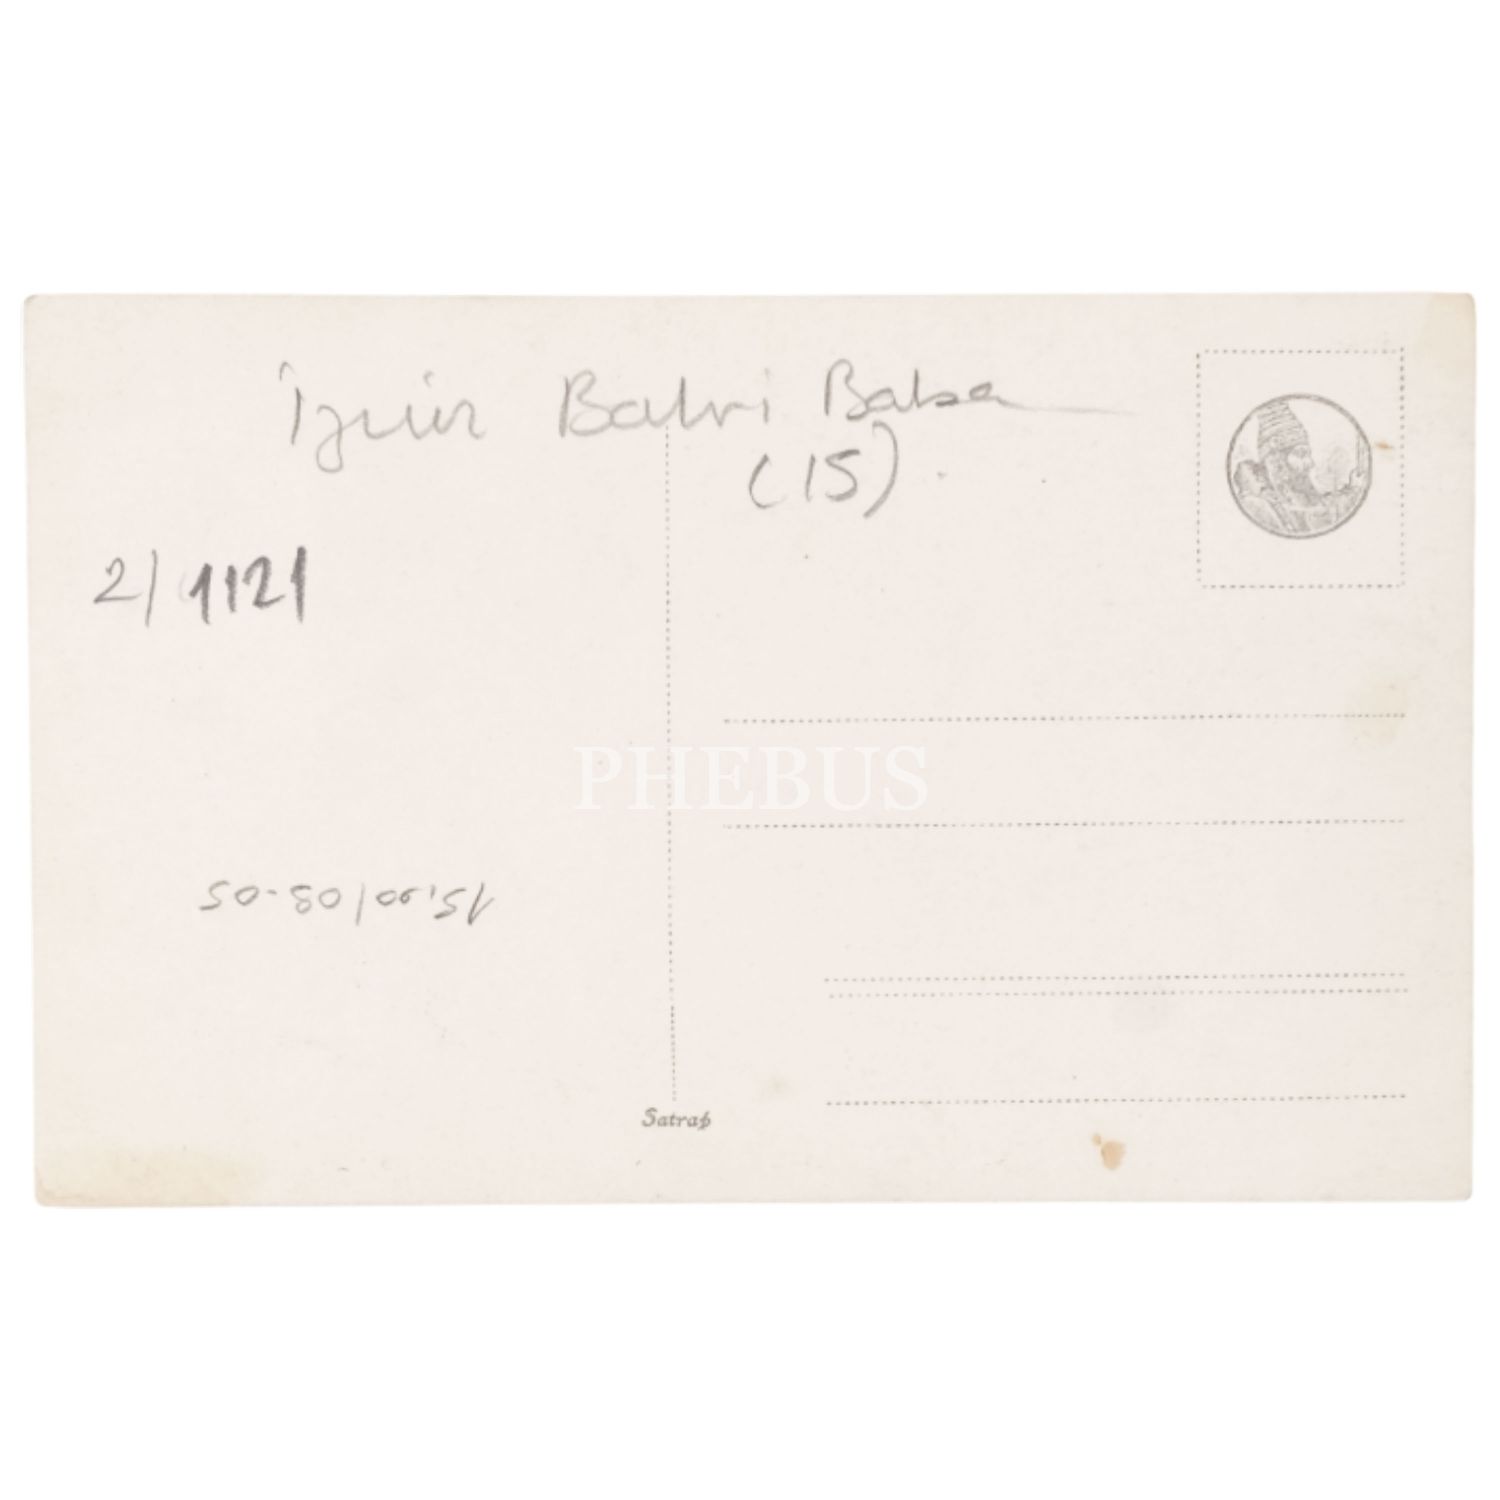 İzmir Bahri Baba
(15)
2/1121
PHEBUS
15,00/08-05
Satrap